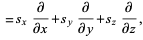 = s_x ∂/∂x + s_y ∂/∂y + s_z ∂/∂z,